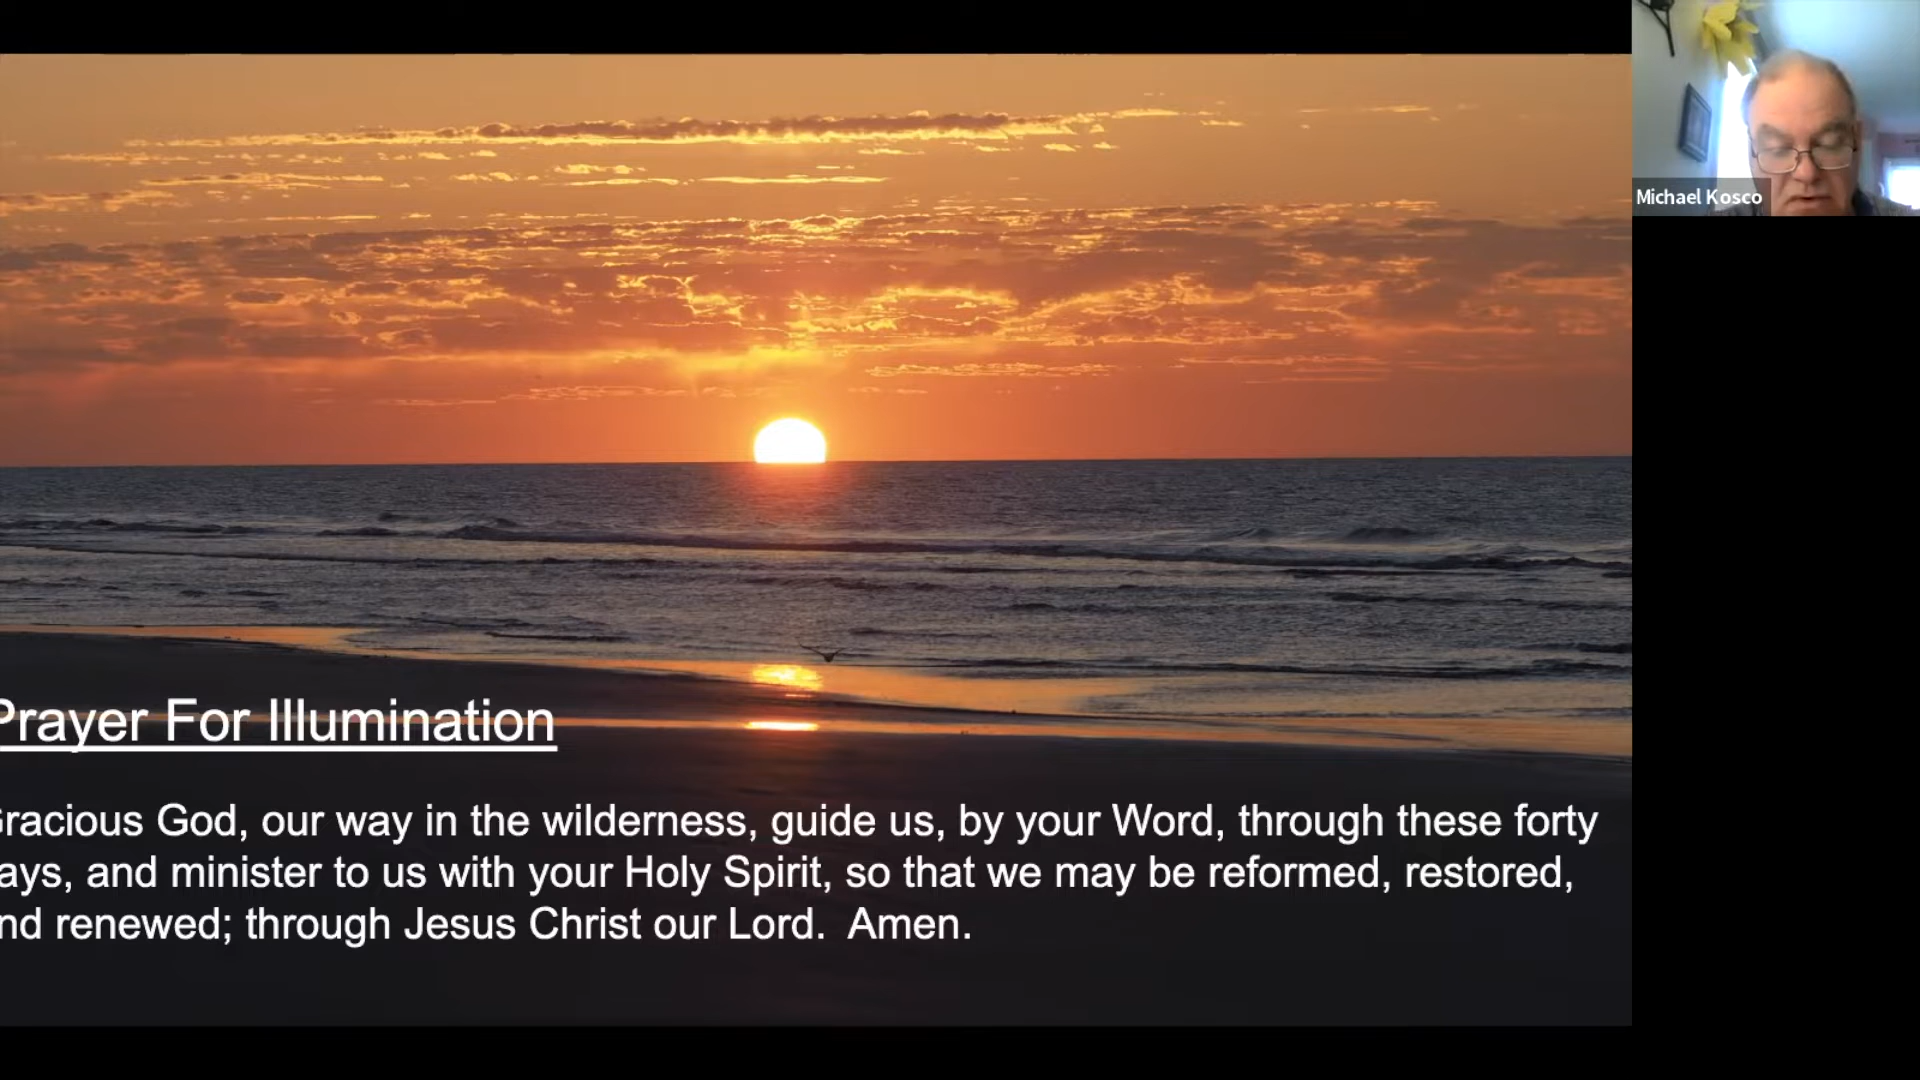 Prayer For Illumination
Gracious God, our way in the wilderness, guide us, by your Word, through these forty
ays, and minister to us with your Holy Spirit, so that we may be reformed, restored,
nd renewed; through Jesus Christ our Lord. Amen.
Michael Kosco